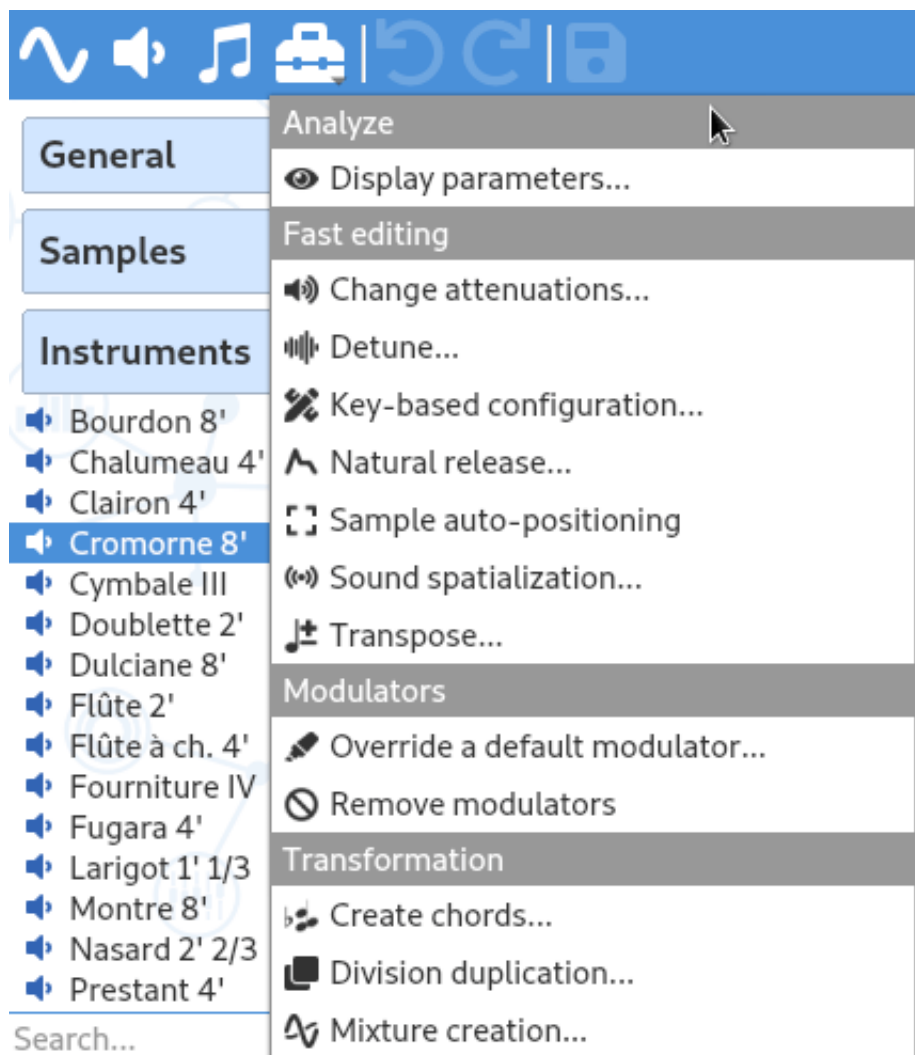 General
Samples
Instruments
Bourdon 8'
Chalumeau 4'
Clairon 4'
Cromorne 8'
Cymbale III
Doublette 2'
Dulciane 8'
Flûte 2'
Flûte à ch. 4'
Fourniture IV
Fugara 4'
Larigot 1' 1/3
Montre 8'
Nasard 2' 2/3
Prestant 4'
Search...
Analyze
Display parameters...
Fast editing
Change attenuations...
Detune...
Key-based configuration...
Natural release...
Sample auto-positioning
Sound spatialization...
Transpose...
Modulators
Override a default modulator...
Remove modulators
Transformation
Create chords...
Division duplication...
Mixture creation...